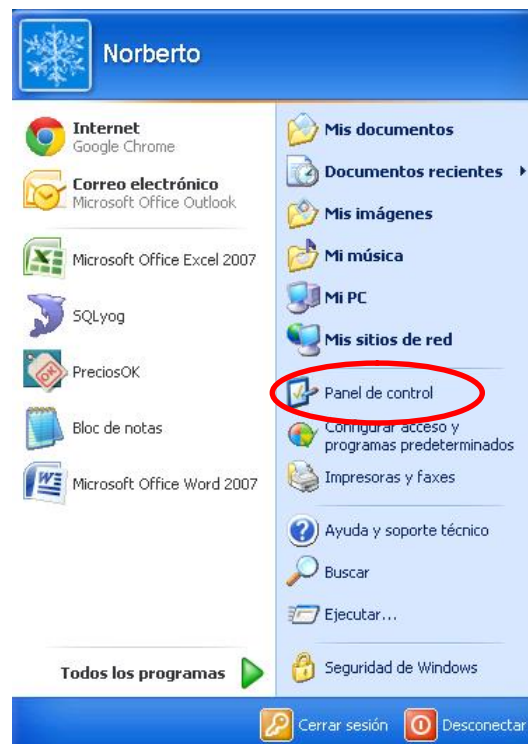 Norberto
Internet
Google Chrome
Correo electrónico
Microsoft Office Outlook
Microsoft Office Excel 2007
SQLyog
PreciosOK
Bloc de notas
Microsoft Office Word 2007
Todos los programas
Mis documentos
Documentos recientes
Mis imágenes
Mi música
Mi PC
Mis sitios de red
Panel de control
Configurar acceso y
programas predeterminados
Impresoras y faxes
Ayuda y soporte técnico
Buscar
Ejecutar...
Seguridad de Windows
Cerrar sesión
Desconectar